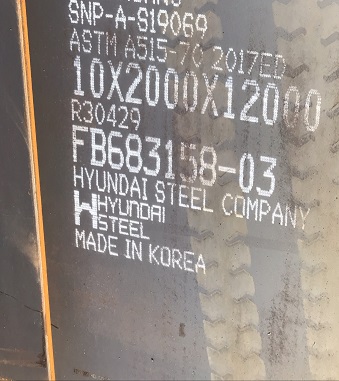 SNP-A-S19069
ASTM A515-70 2017ED
10X2000X12000
R30429
FB683158-03
HYUNDAI STEEL COMPANY
HYUNDAI
STEEL
MADE IN KOREA